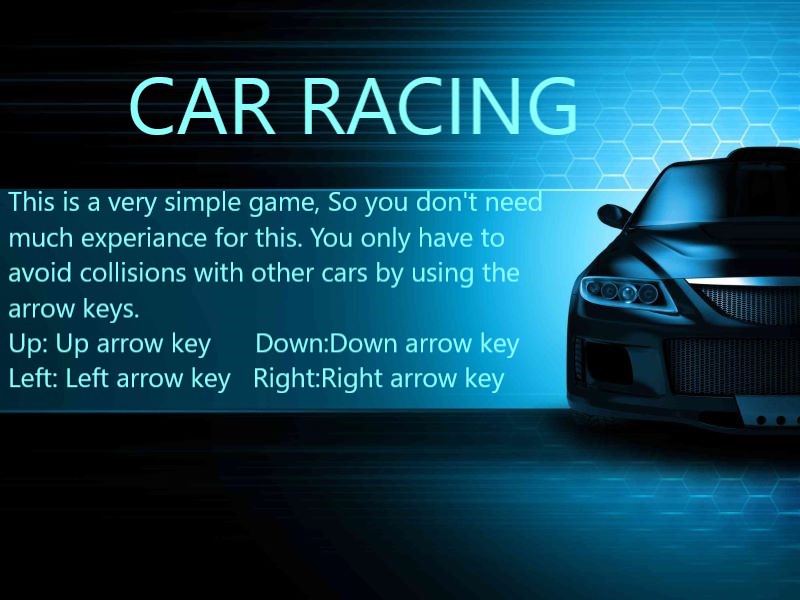 CAR RACING
This is a very simple game, So you don't need
much experiance for this. You only have to
avoid collisions with other cars by using the
arrow keys.
Up: Up arrow key Down:Down arrow key
Left: Left arrow key Right:Right arrow key